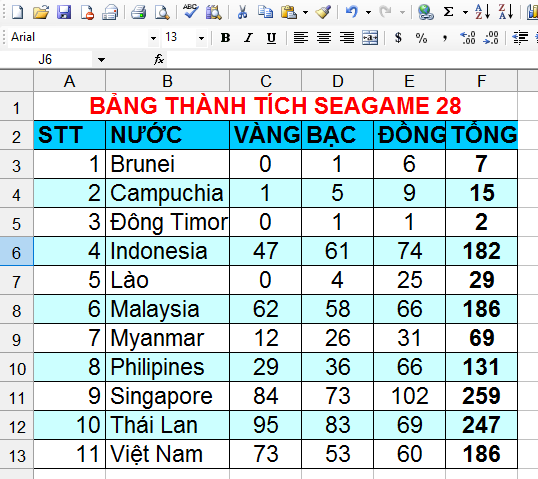 Arial 13 B I U $ % , ,00 ,00
J6 fx
A B C D E F
1 BẢNG THÀNH TÍCH SEAGAME 28
2 STT NƯỚC VÀNG BẠC ĐỒNG TỔNG
3 1 Brunei 0 1 6 7
4 2 Campuchia 1 5 9 15
5 3 Đông Timor 0 1 1 2
6 4 Indonesia 47 61 74 182
7 5 Lào 0 4 25 29
8 6 Malaysia 62 58 66 186
9 7 Myanmar 12 26 31 69
10 8 Philipines 29 36 66 131
11 9 Singapore 84 73 102 259
12 10 Thái Lan 95 83 69 247
13 11 Việt Nam 73 53 60 186